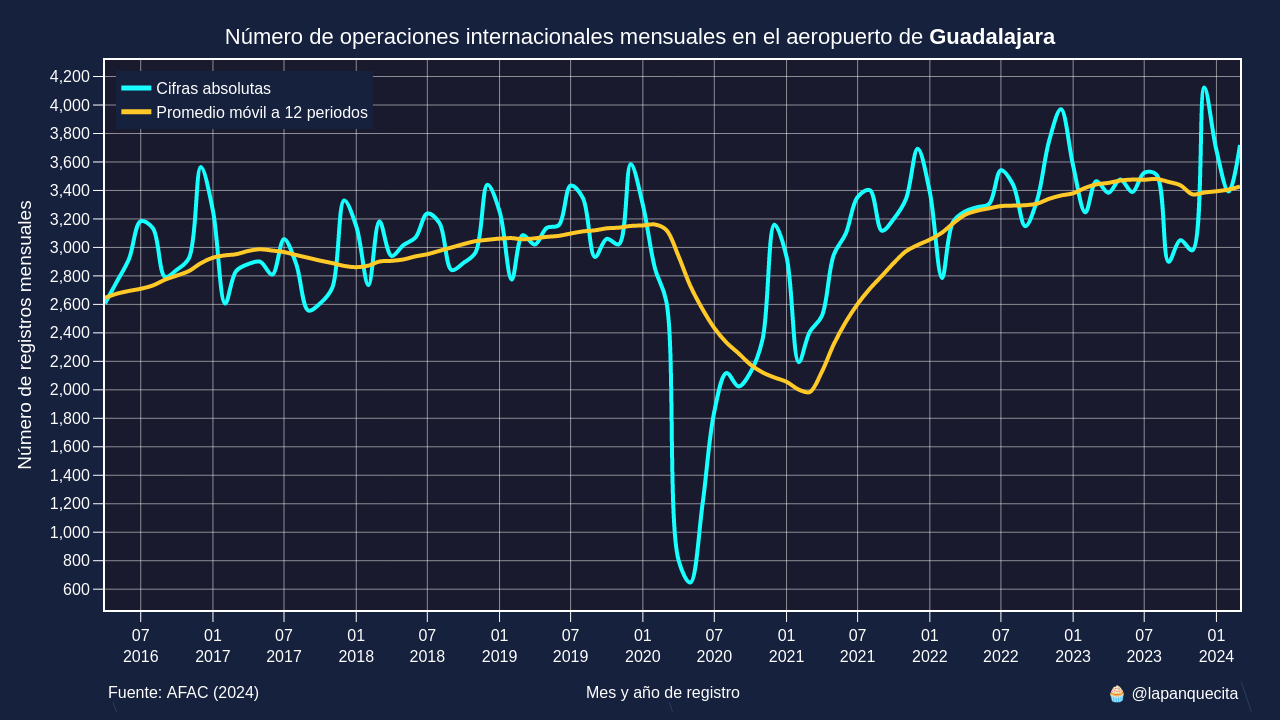 Número de operaciones internacionales mensuales en el aeropuerto de Guadalajara
Cifras absolutas
Promedio móvil a 12 periodos
Número de registros mensuales
4,200
4,000
3,800
3,600
3,400
3,200
3,000
2,800
2,600
2,400
2,200
2,000
1,800
1,600
1,400
1,200
1,000
800
600
07 01 07 01 07 01 07 01 07 01 07 01 07 01 07 01
2016 2017 2017 2018 2018 2019 2019 2020 2020 2021 2021 2022 2022 2023 2023 2024
Fuente: AFAC (2024)
Mes y año de registro
🧁 @lapanquecita